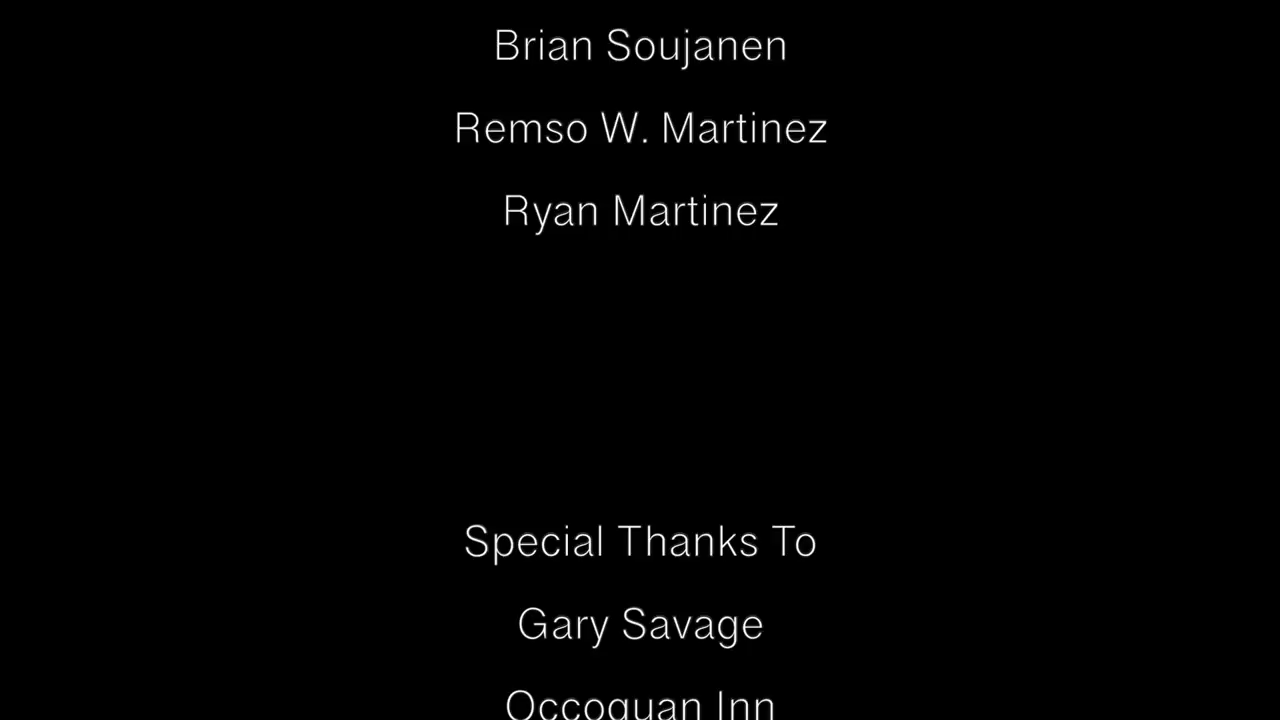 Brian Soujanen
Remso W. Martinez
Ryan Martinez
Special Thanks To
Gary Savage
Occoquan Inn